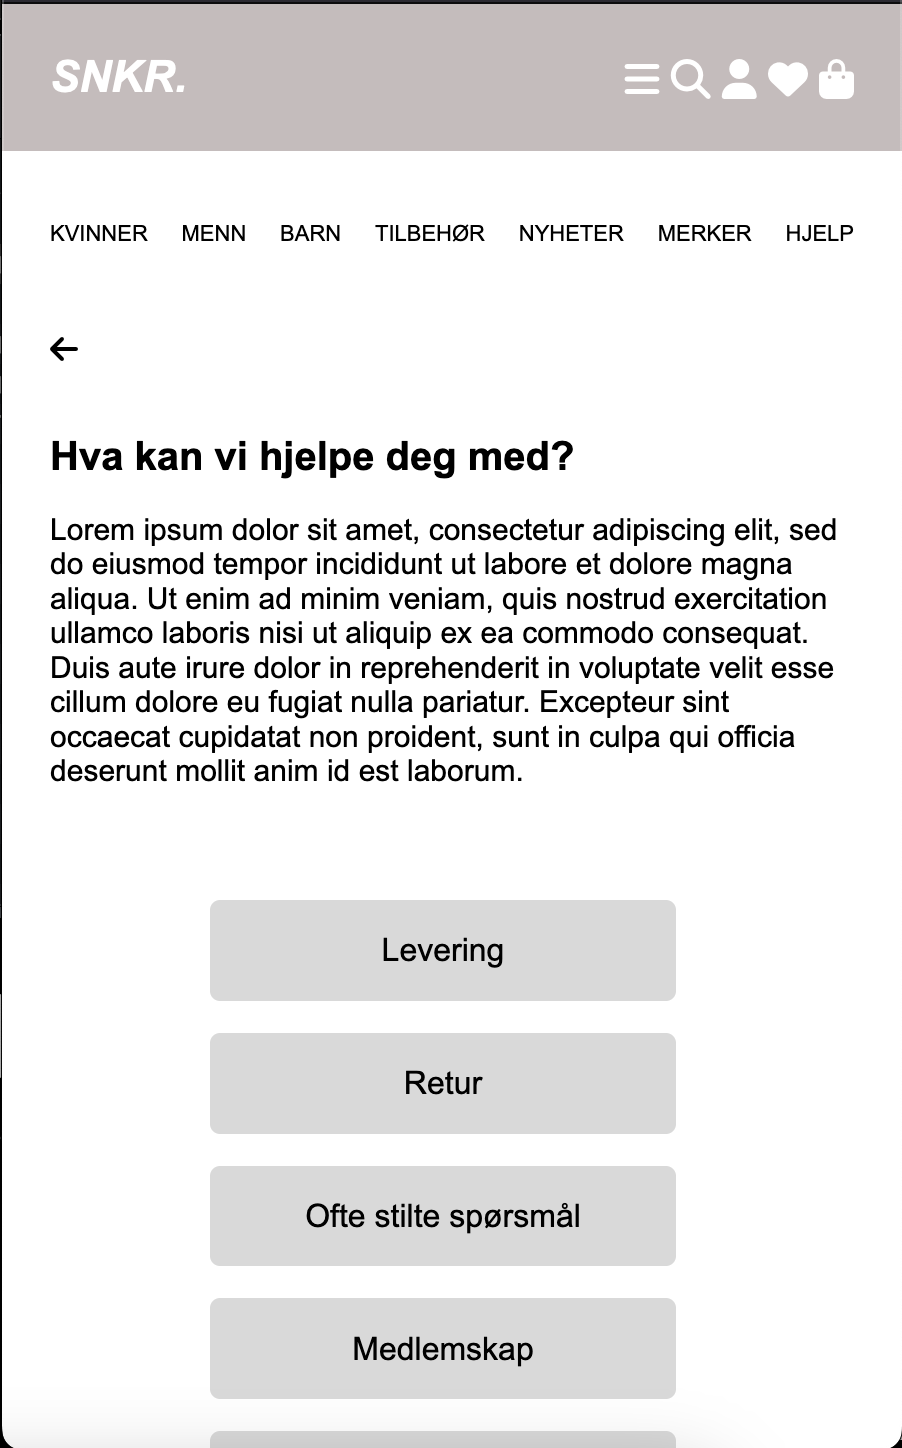 SNKR.
KVINNER MENN BARN TILBEHØR NYHETER MERKER HJELP
Hva kan vi hjelpe deg med?
Lorem ipsum dolor sit amet, consectetur adipiscing elit, sed
do eiusmod tempor incididunt ut labore et dolore magna
aliqua. Ut enim ad minim veniam, quis nostrud exercitation
ullamco laboris nisi ut aliquip ex ea commodo consequat.
Duis aute irure dolor in reprehenderit in voluptate velit esse
cillum dolore eu fugiat nulla pariatur. Excepteur sint
occaecat cupidatat non proident, sunt in culpa qui officia
deserunt mollit anim id est laborum.
Levering
Retur
Ofte stilte spørsmål
Medlemskap